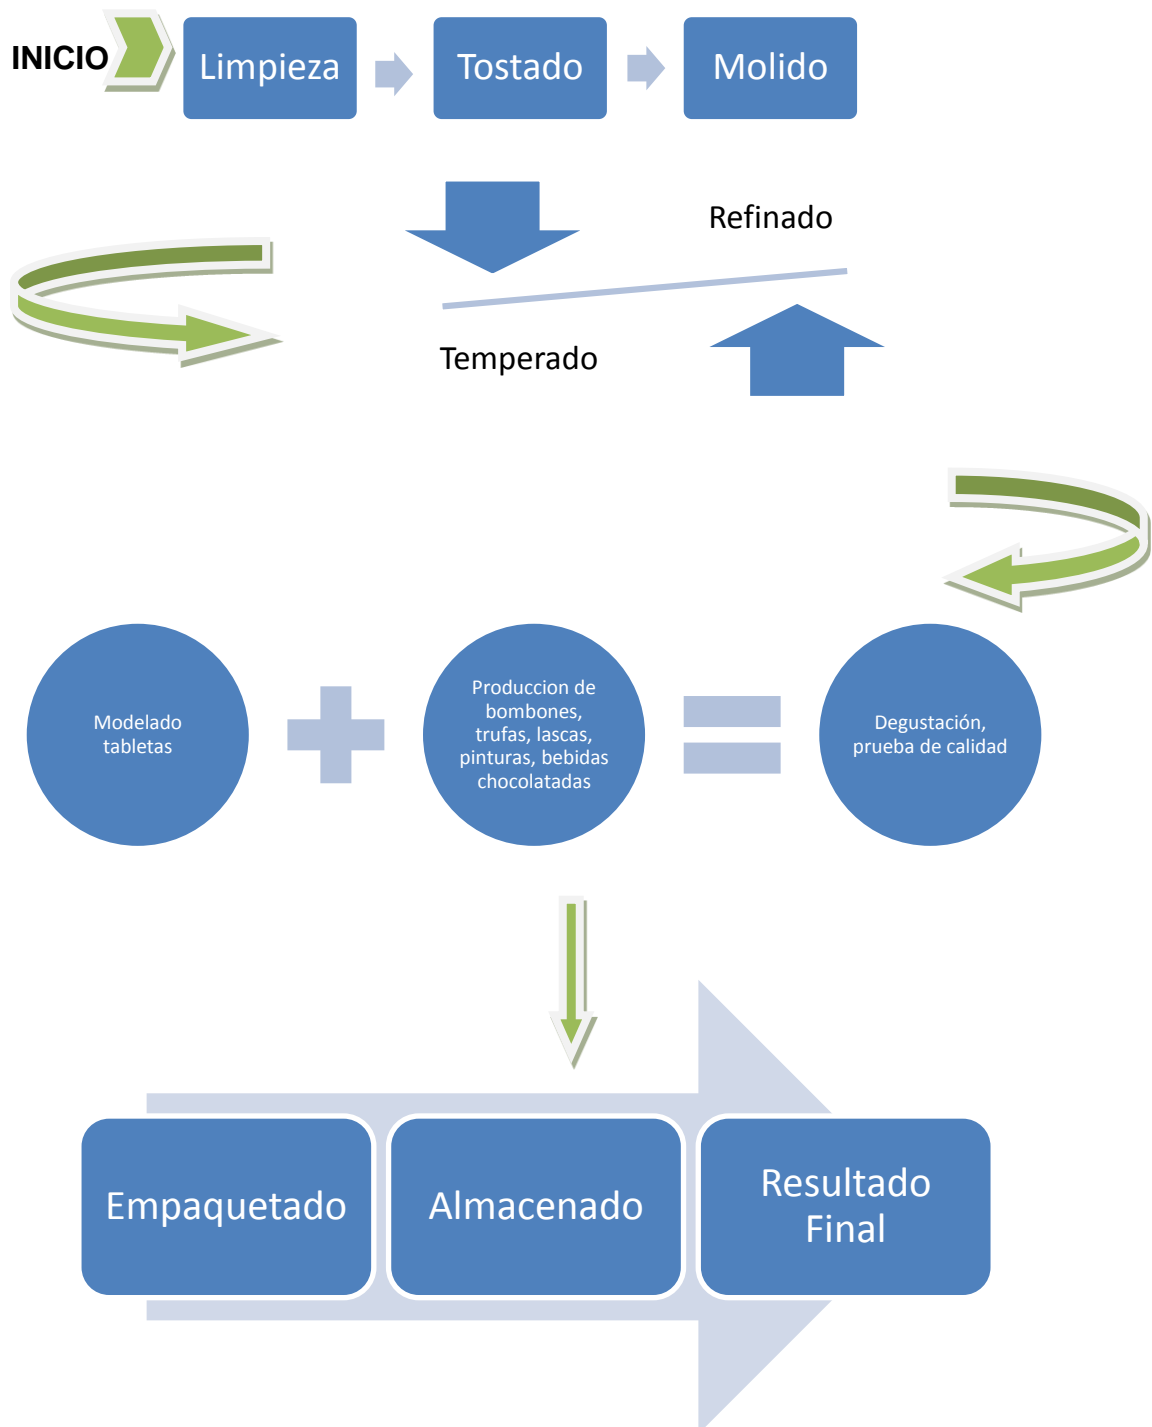 INICIO
Limpieza
Tostado
Molido
Refinado
Temperado
Modelado
tabletas
Produccion de
bombones,
trufas, lascas,
pinturas, bebidas
chocolatadas
Degustación,
prueba de calidad
Empaquetado
Almacenado
Resultado
Final